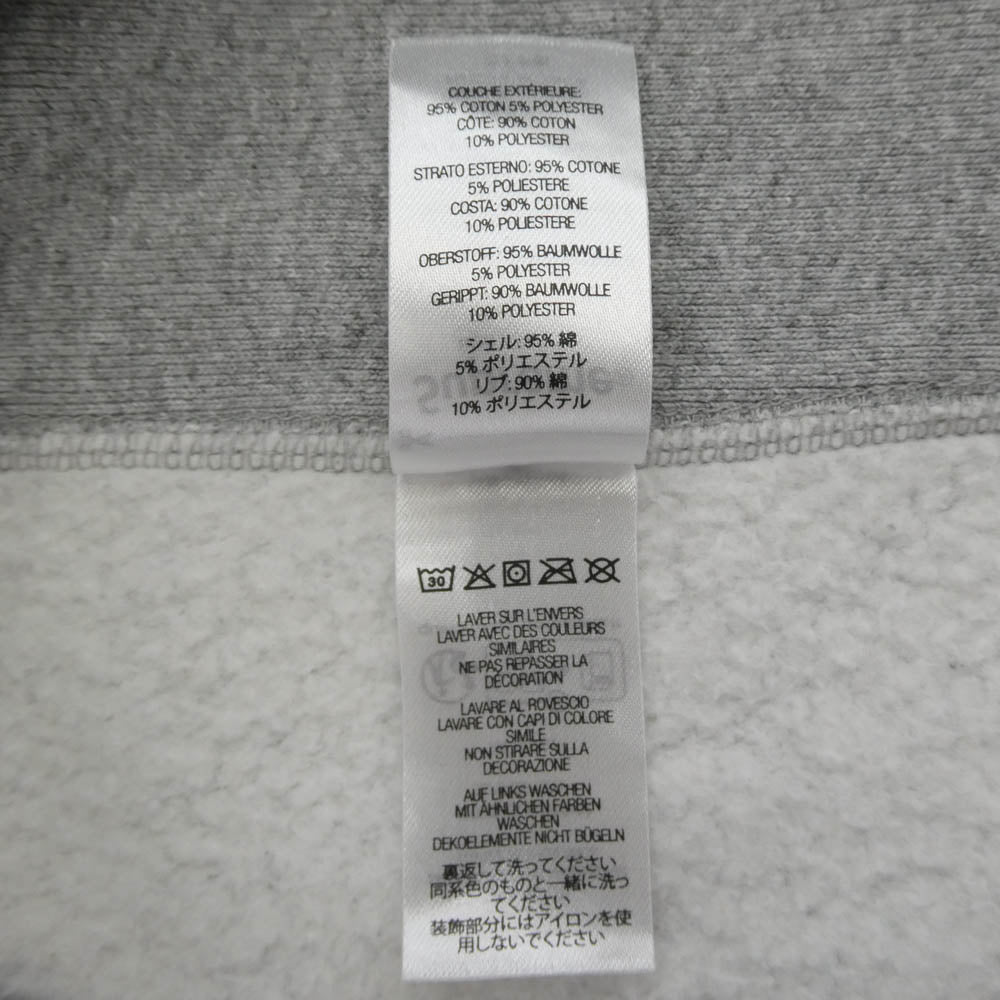 COUCHE EXTÉRIEURE:
95% COTON 5% POLYESTER
CÔTE: 90% COTON
10% POLYESTER
STRATO ESTERNO: 95% COTONE
5% POLIESTERE
COSTA: 90% COTONE
10% POLIESTERE
OBERSTOFF: 95% BAUMWOLLE
5% POLYESTER
GERIPPT: 90% BAUMWOLLE
10% POLYESTER
シェル: 95% 綿
5% ポリエステル
リブ: 90% 綿
10% ポリエステル
30
LAVER SUR L'ENVERS
LAVER AVEC DES COULEURS
SIMILAIRES
NE PAS REPASSER LA
DÉCORATION
LAVARE AL ROVESCIO
LAVARE CON CAPI DI COLORE
SIMILE
NON STIRARE SULLA
DECORAZIONE
AUF LINKS WASCHEN
MIT ÄHNLICHEN FARBEN
WASCHEN
DEKOELEMENTE NICHT BÜGELN
裏返して洗ってください
同系色のものと一緒に洗っ
てください
装飾部分にはアイロンを使
用しないでください